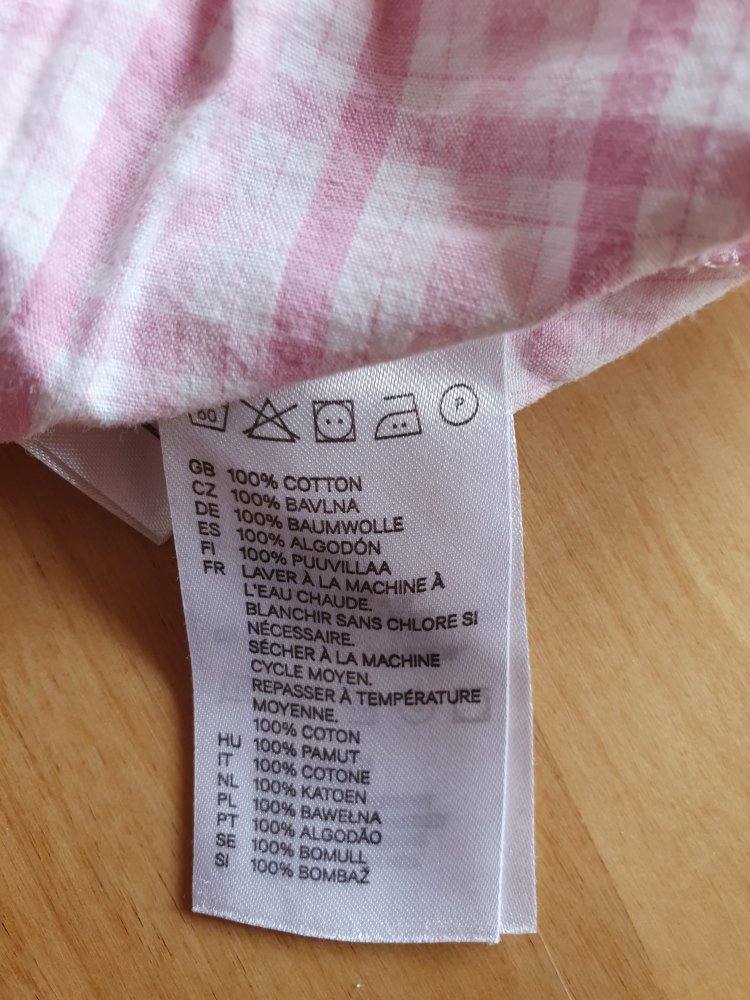 60
P
GB 100% COTTON
CZ 100% BAVLNA
DE 100% BAUMWOLLE
ES 100% ALGODÓN
FI 100% PUUVILLAA
FR LAVER À LA MACHINE À
L'EAU CHAUDE.
BLANCHIR SANS CHLORE SI
NÉCESSAIRE.
SÉCHER À LA MACHINE
CYCLE MOYEN.
REPASSER À TEMPÉRATURE
MOYENNE.
100% COTON
HU 100% PAMUT
IT 100% COTONE
NL 100% KATOEN
PL 100% BAWEŁNA
PT 100% ALGODÃO
SE 100% BOMULL
SI 100% BOMBAŽ